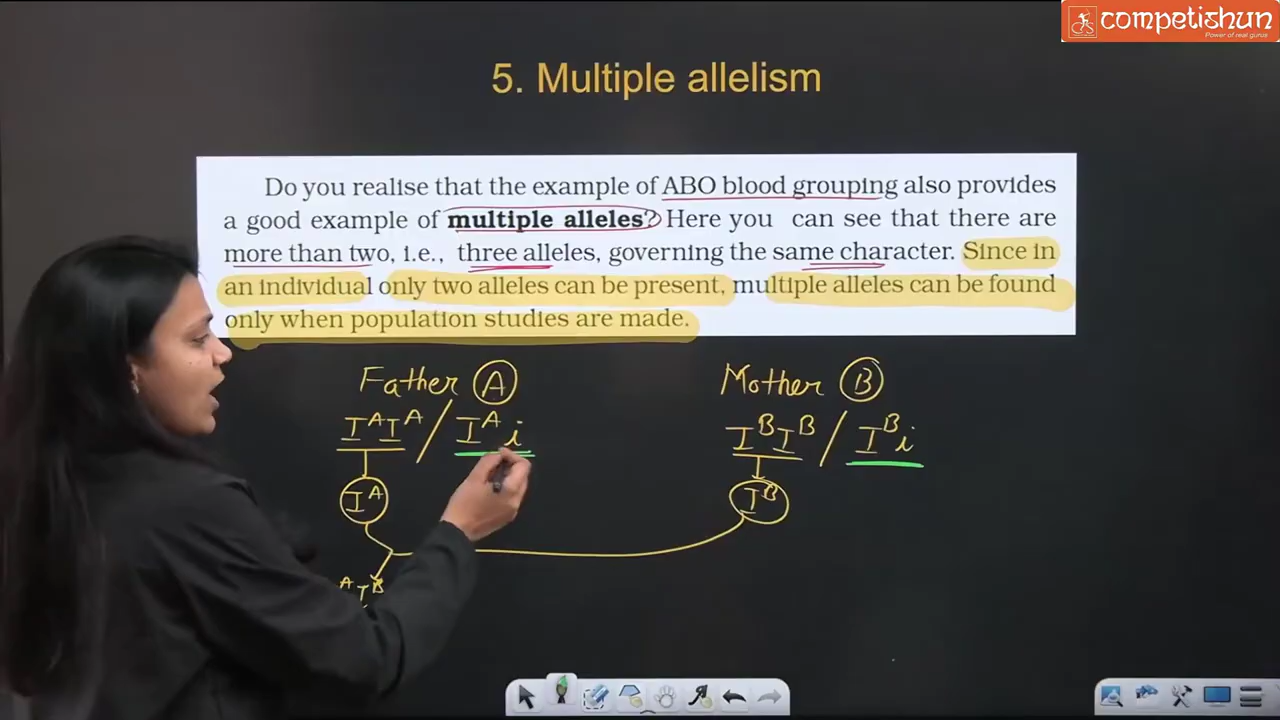 competishun
Power of real gurus
5. Multiple allelism
Do you realise that the example of ABO blood grouping also provides
a good example of multiple alleles? Here you can see that there are
more than two, i.e., three alleles, governing the same character. Since in
an individual only two alleles can be present, multiple alleles can be found
only when population studies are made.
Father A Mother B
IᴬIᴬ / Iᴬi IᴮIᴮ / Iᴮi
Iᴬ Iᴮ
ᴬIᴮ